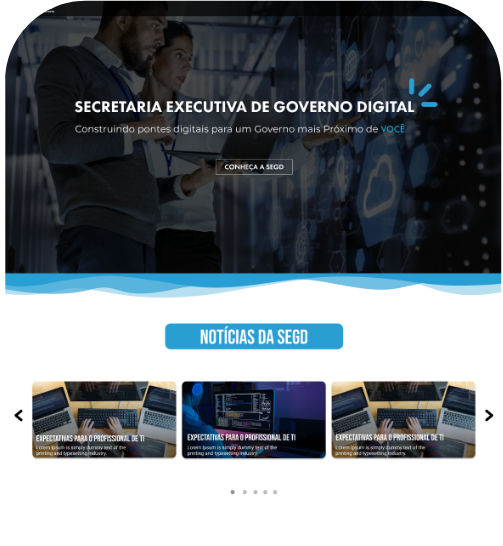 SECRETARIA EXECUTIVA DE GOVERNO DIGITAL
Construindo pontes digitais para um Governo mais Próximo de VOCÊ.
CONHEÇA A SEGD
NOTÍCIAS DA SEGD
EXPECTATIVAS PARA O PROFISSIONAL DE TI
Lorem Ipsum is simply dummy text of the
printing and typesetting industry.
EXPECTATIVAS PARA O PROFISSIONAL DE TI
Lorem Ipsum is simply dummy text of the
printing and typesetting industry.
EXPECTATIVAS PARA O PROFISSIONAL DE TI
Lorem Ipsum is simply dummy text of the
printing and typesetting industry.